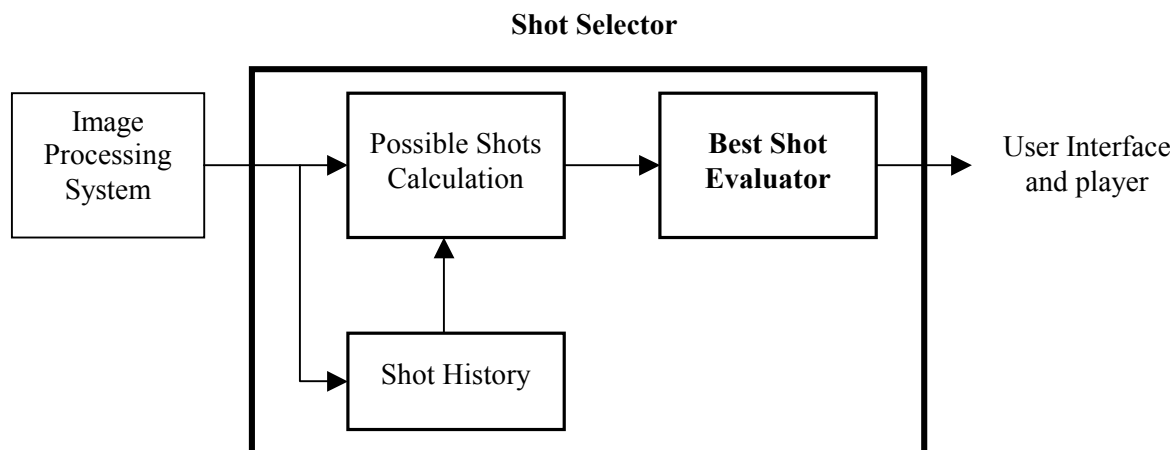 Shot Selector
Image
Processing
System
Possible Shots
Calculation
Best Shot
Evaluator
User Interface
and player
Shot History